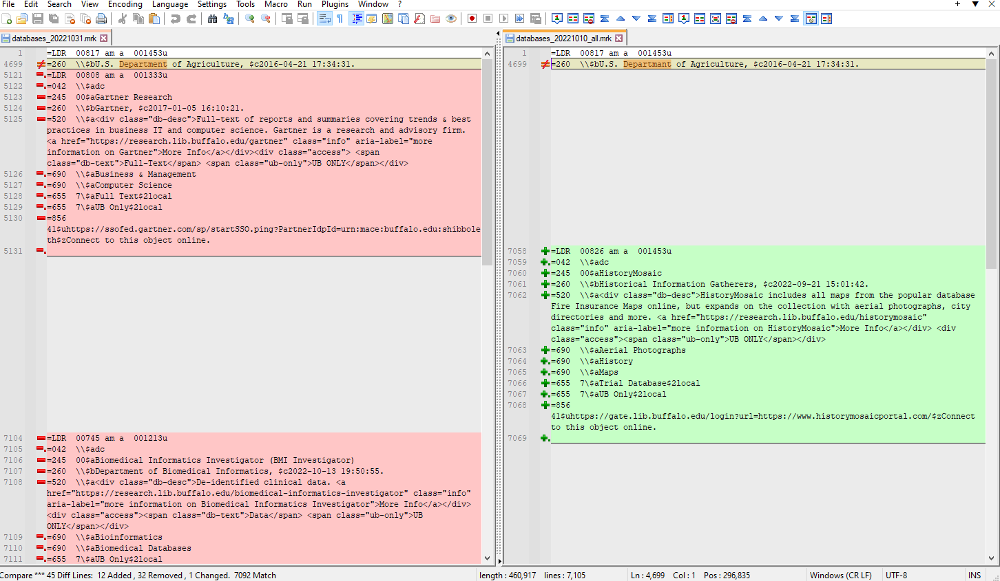 File Edit Search View Encoding Language Settings Tools Macro Run Plugins Window ?
databases_20221031.mrk
databases_20221010_all.mrk
1 =LDR  00817 am a  001453u
4699 =260  \\$bU.S. Department of Agriculture, $c2016-04-21 17:34:31.
5121 =LDR  00808 am a  001333u
5122 =042  \\$adc
5123 =245  00$aGartner Research
5124 =260  \\$bGartner, $c2017-01-05 16:10:21.
5125 =520  \\$a<div class="db-desc">Full-text of reports and summaries covering trends & best
practices in business IT and computer science. Gartner is a research and advisory firm.
<a href="https://research.lib.buffalo.edu/gartner" class="info" aria-label="more
information on Gartner">More Info</a></div><div class="access"> <span
class="db-text">Full-Text</span> <span class="ub-only">UB ONLY</span></div>
5126 =690  \\$aBusiness & Management
5127 =690  \\$aComputer Science
5128 =655  7\$aFull Text$2local
5129 =655  7\$aUB Only$2local
5130 =856
41$uhttps://ssofed.gartner.com/sp/startSSO.ping?PartnerIdpId=urn:mace:buffalo.edu:shibbole
th$zConnect to this object online.
5131
7104 =LDR  00745 am a  001213u
7105 =042  \\$adc
7106 =245  00$aBiomedical Informatics Investigator (BMI Investigator)
7107 =260  \\$bDepartment of Biomedical Informatics, $c2022-10-13 19:50:55.
7108 =520  \\$a<div class="db-desc">De-identified clinical data. <a
href="https://research.lib.buffalo.edu/biomedical-informatics-investigator" class="info"
aria-label="more information on Biomedical Informatics Investigator">More Info</a></div>
<div class="access"><span class="db-text">Data</span> <span class="ub-only">UB
ONLY</span></div>
7109 =690  \\$aBioinformatics
7110 =690  \\$aBiomedical Databases
7111 =655  7\$aUB Only$2local
1 =LDR  00817 am a  001453u
4699 =260  \\$bU.S. Departmant of Agriculture, $c2016-04-21 17:34:31.
7058 =LDR  00826 am a  001453u
7059 =042  \\$adc
7060 =245  00$aHistoryMosaic
7061 =260  \\$bHistorical Information Gatherers, $c2022-09-21 15:01:42.
7062 =520  \\$a<div class="db-desc">HistoryMosaic includes all maps from the popular database
Fire Insurance Maps online, but expands on the collection with aerial photographs, city
directories and more. <a href="https://research.lib.buffalo.edu/historymosaic"
class="info" aria-label="more information on HistoryMosaic">More Info</a></div> <div
class="access"><span class="ub-only">UB ONLY</span></div>
7063 =690  \\$aAerial Photographs
7064 =690  \\$aHistory
7065 =690  \\$aMaps
7066 =655  7\$aTrial Database$2local
7067 =655  7\$aUB Only$2local
7068 =856
41$uhttps://gate.lib.buffalo.edu/login?url=https://www.historymosaicportal.com/$zConnect
to this object online.
7069
Compare *** 45 Diff Lines:  12 Added , 32 Removed , 1 Changed.  7092 Match length : 460,917 lines : 7,105 Ln : 4,699 Col : 1 Pos : 296,835 Windows (CR LF) UTF-8 INS